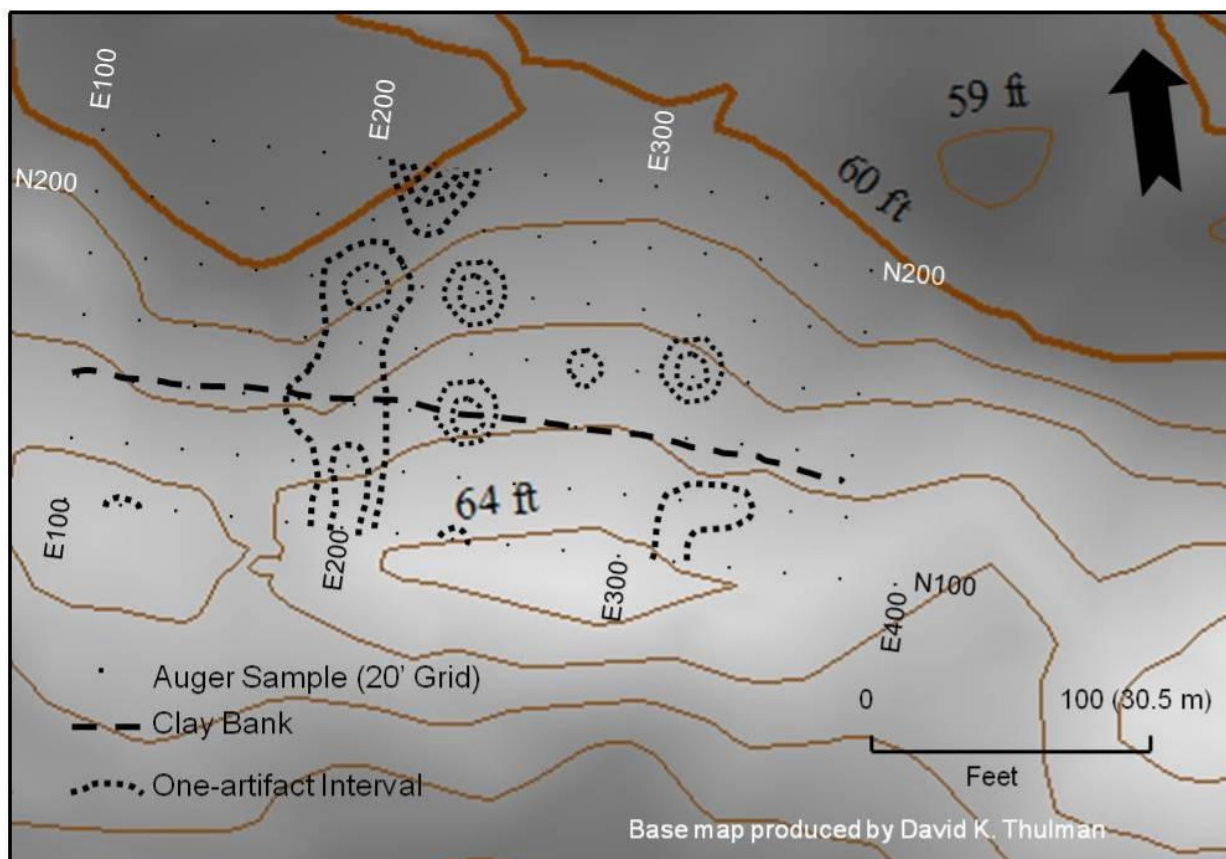 E100
E200
E300
59 ft
N200
60 ft
N200
64 ft
E100
E200
E300
E400
N100
Auger Sample (20' Grid)
Clay Bank
One-artifact Interval
0
100 (30.5 m)
Feet
Base map produced by David K. Thulman